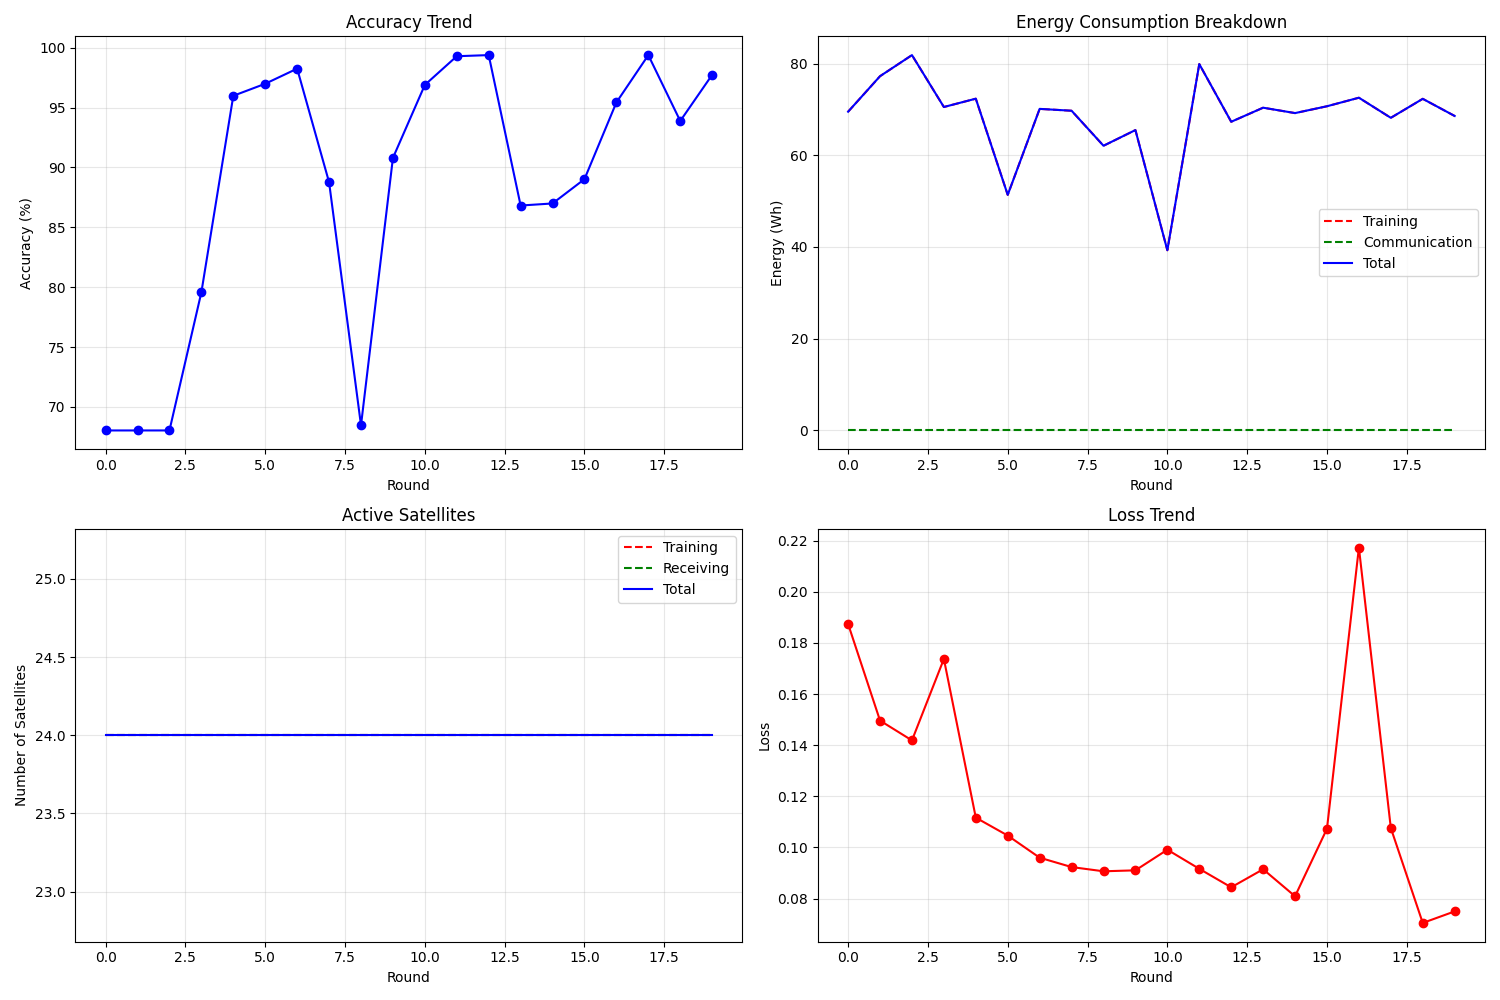 Accuracy Trend
100
95
90
85
80
75
70
Accuracy (%)
0.0 2.5 5.0 7.5 10.0 12.5 15.0 17.5
Round
Energy Consumption Breakdown
80
60
40
20
0
Energy (Wh)
Training
Communication
Total
0.0 2.5 5.0 7.5 10.0 12.5 15.0 17.5
Round
Active Satellites
25.0
24.5
24.0
23.5
23.0
Number of Satellites
Training
Receiving
Total
0.0 2.5 5.0 7.5 10.0 12.5 15.0 17.5
Round
Loss Trend
0.22
0.20
0.18
0.16
0.14
0.12
0.10
0.08
Loss
0.0 2.5 5.0 7.5 10.0 12.5 15.0 17.5
Round